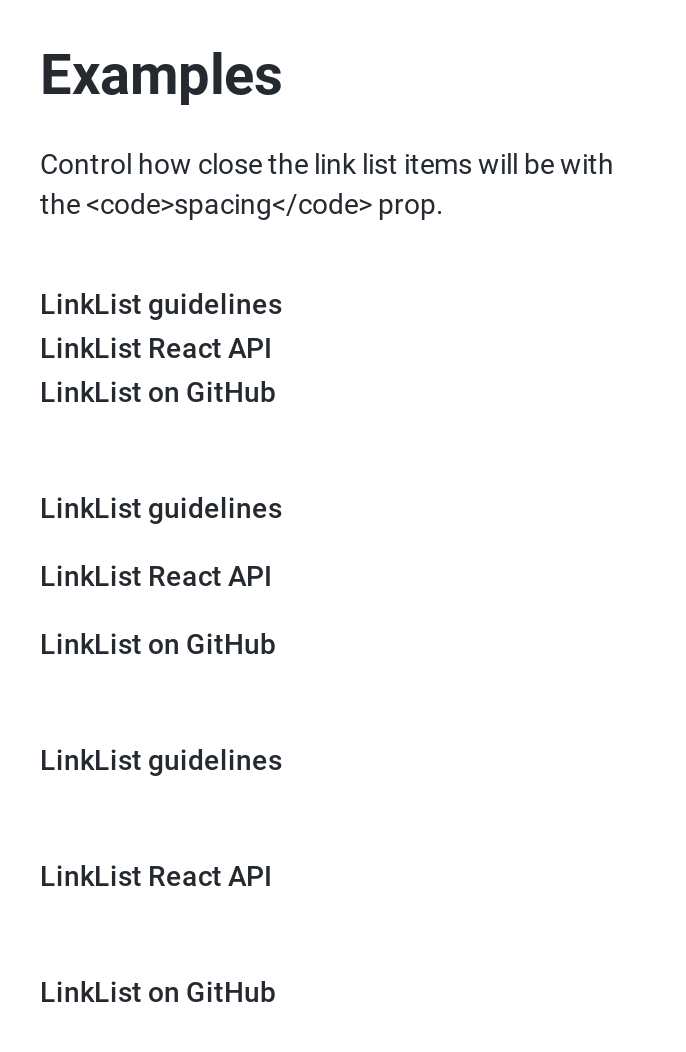 Examples
Control how close the link list items will be with
the <code>spacing</code> prop.
LinkList guidelines
LinkList React API
LinkList on GitHub
LinkList guidelines
LinkList React API
LinkList on GitHub
LinkList guidelines
LinkList React API
LinkList on GitHub